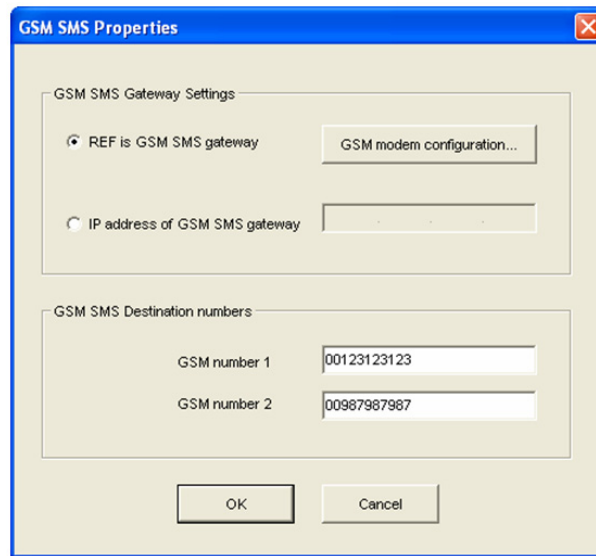 GSM SMS Properties
GSM SMS Gateway Settings
REF is GSM SMS gateway
GSM modem configuration...
IP address of GSM SMS gateway
. . .
GSM SMS Destination numbers
GSM number 1
00123123123
GSM number 2
00987987987
OK
Cancel